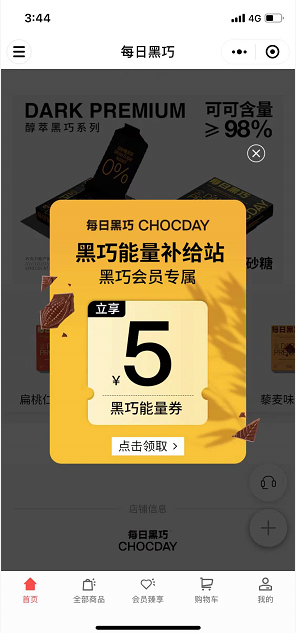 3:44
4G
每日黑巧
DARK PREMIUM
醇萃黑巧系列
可可含量
≥98%
0%
砂糖
每日黑巧 CHOCDAY
黑巧能量补给站
黑巧会员专属
立享
¥5
黑巧能量券
点击领取 >
扁桃仁
藜麦味
店铺信息
每日黑巧
CHOCDAY
首页
全部商品
会员臻享
购物车
我的